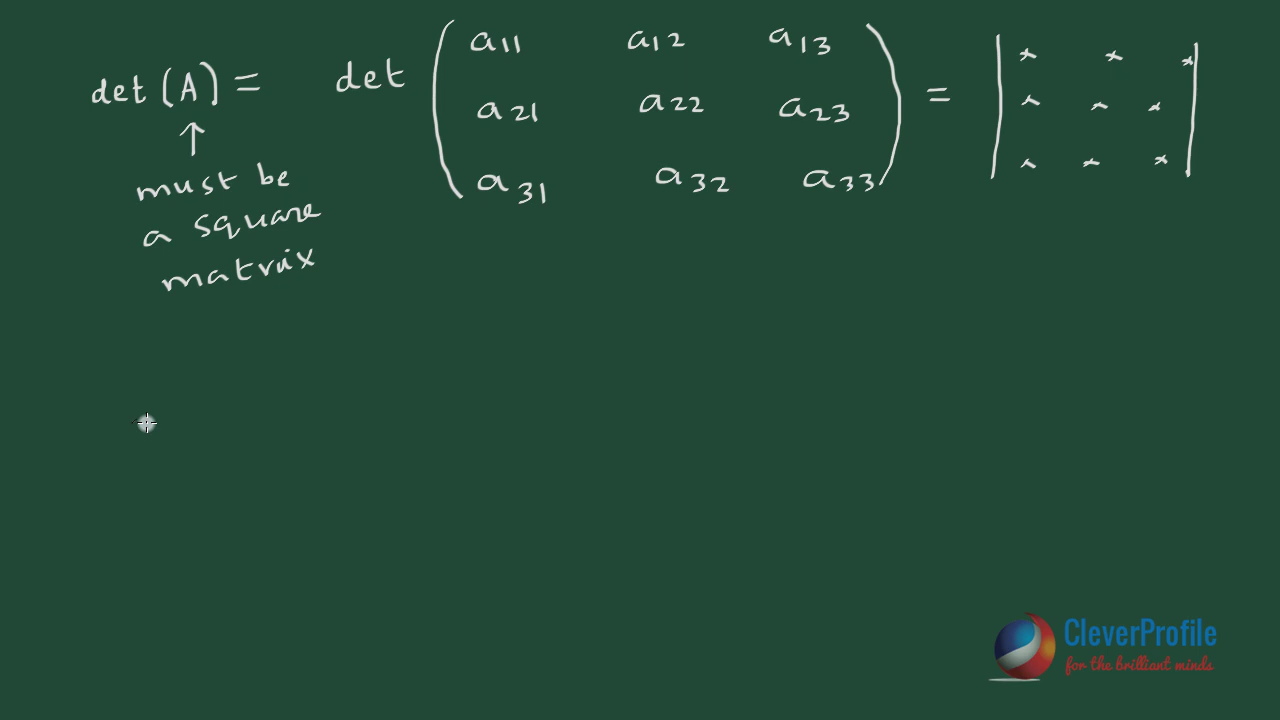 det (A) = det ( a11 a12 a13 ) = | * * * |
a21 a22 a23 * * *
a31 a32 a33 * * *
↑
must be
a square
matrix
CleverProfile
for the brilliant minds